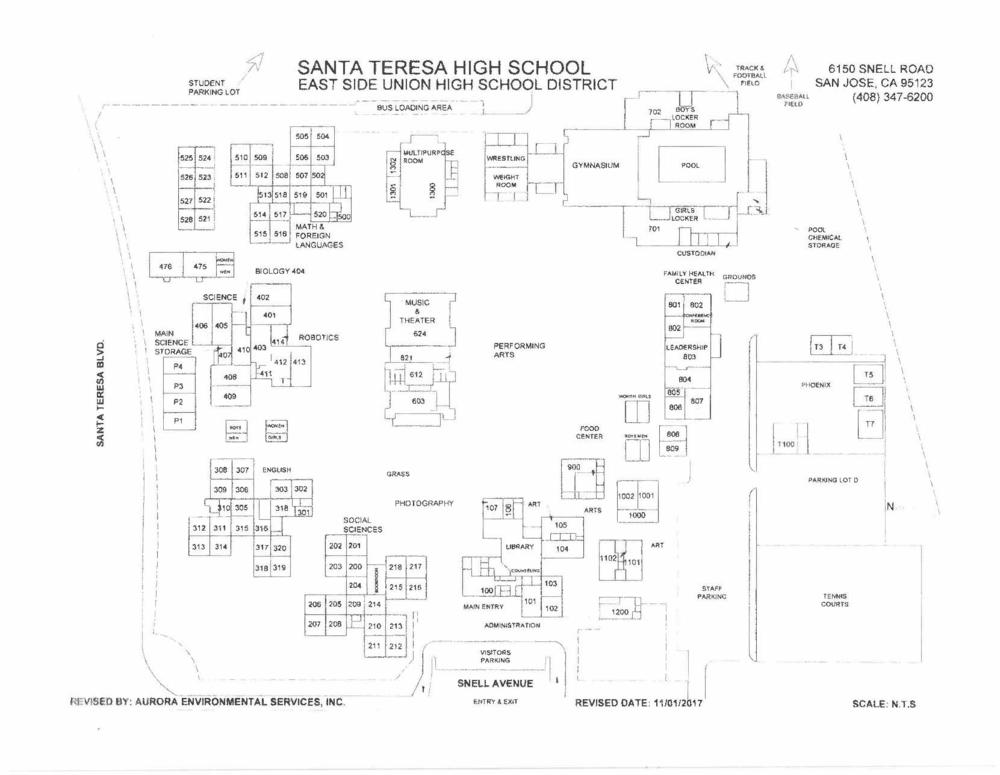 SANTA TERESA HIGH SCHOOL
EAST SIDE UNION HIGH SCHOOL DISTRICT
STUDENT
PARKING LOT
BUS LOADING AREA
TRACK &
FOOTBALL
FIELD
BASEBALL
FIELD
6150 SNELL ROAD
SAN JOSE, CA 95123
(408) 347-6200
505 504
525 524
510 509
506 503
511 512 508 507 502
526 523
513 518 519 501
527 522
514 517 520 500
528 521
515 516
MATH &
FOREIGN
LANGUAGES
MULTIPURPOSE
ROOM
1302
1301
1300
WRESTLING
WEIGHT
ROOM
GYMNASIUM
702
BOYS
LOCKER
ROOM
POOL
GIRLS
LOCKER
701
CUSTODIAN
POOL
CHEMICAL
STORAGE
476 475
WOMEN
MEN
BIOLOGY 404
SCIENCE
402
401
406 405
414
ROBOTICS
MAIN
SCIENCE
STORAGE
407 410 403
412 413
411
408
409
P4
P3
P2
P1
SANTA TERESA BLVD.
MUSIC
&
THEATER
624
821
612
603
PERFORMING
ARTS
FAMILY HEALTH
CENTER
GROUNDS
801 802
CONFERENCE
ROOM
802
LEADERSHIP
803
804
805
806 807
WOMEN GIRLS
BOYS MEN
808
809
T3 T4
PHOENIX
T5
T6
T7
T100
PARKING LOT D
N
BOYS
MEN
WOMEN
GIRLS
308 307
ENGLISH
309 306
303 302
310 305
318
301
312 311 315 316
313 314
317 320
318 319
GRASS
PHOTOGRAPHY
SOCIAL
SCIENCES
202 201
203 200
204
BOOKROOM
218 217
215 216
206 205 209 214
207 208
210 213
211 212
FOOD
CENTER
900
107
106
ART
105
ARTS
104
LIBRARY
COUNSELING
100
103
101
102
MAIN ENTRY
ADMINISTRATION
1002 1001
1000
ART
1102
1101
1200
STAFF
PARKING
TENNIS
COURTS
VISITORS
PARKING
SNELL AVENUE
ENTRY & EXIT
REVISED BY: AURORA ENVIRONMENTAL SERVICES, INC.
REVISED DATE: 11/01/2017
SCALE: N.T.S